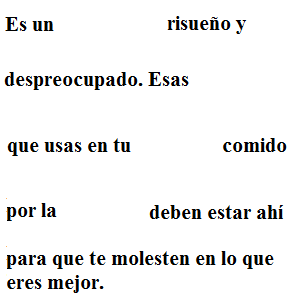 Es un risueño y
despreocupado. Esas
que usas en tu comido
por la deben estar ahí
para que te molesten en lo que
eres mejor.